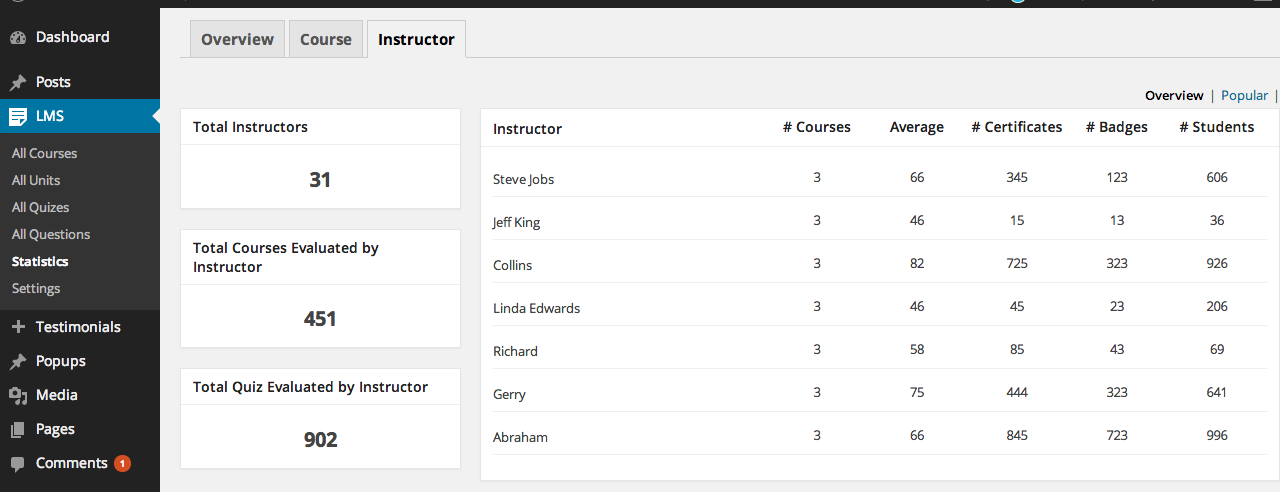 Dashboard
Posts
LMS
All Courses
All Units
All Quizes
All Questions
Statistics
Settings
Testimonials
Popups
Media
Pages
Comments 1
Overview Course Instructor
Overview | Popular |
Total Instructors
31
Total Courses Evaluated by
Instructor
451
Total Quiz Evaluated by Instructor
902
Instructor # Courses Average # Certificates # Badges # Students
Steve Jobs 3 66 345 123 606
Jeff King 3 46 15 13 36
Collins 3 82 725 323 926
Linda Edwards 3 46 45 23 206
Richard 3 58 85 43 69
Gerry 3 75 444 323 641
Abraham 3 66 845 723 996